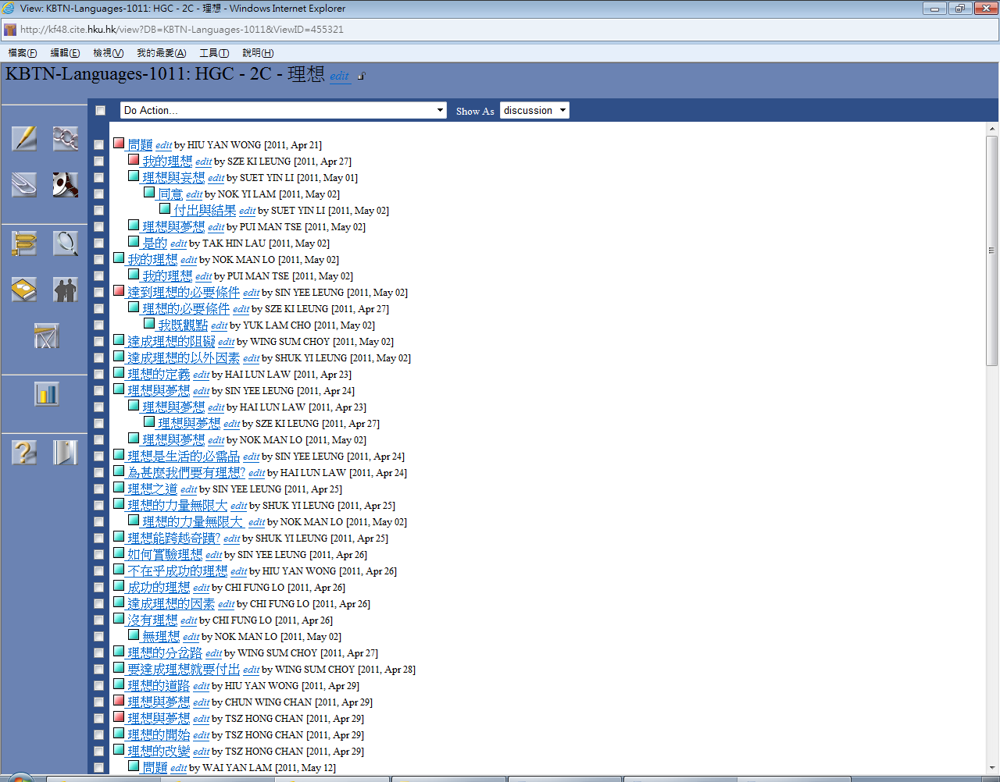 View: KBTN-Languages-1011: HGC - 2C - 理想 - Windows Internet Explorer
http://kf48.cite.hku.hk/view?DB=KBTN-Languages-1011&ViewID=455321
檔案(F) 編輯(E) 檢視(V) 我的最愛(A) 工具(T) 說明(H)
KBTN-Languages-1011: HGC - 2C - 理想 edit
Do Action... Show As discussion
問題 edit by HIU YAN WONG [2011, Apr 21]
我的理想 edit by SZE KI LEUNG [2011, Apr 27]
理想與妄想 edit by SUET YIN LI [2011, May 01]
同意 edit by NOK YI LAM [2011, May 02]
付出與結果 edit by SUET YIN LI [2011, May 02]
理想與夢想 edit by PUI MAN TSE [2011, May 02]
是的 edit by TAK HIN LAU [2011, May 02]
我的理想 edit by NOK MAN LO [2011, May 02]
我的理想 edit by PUI MAN TSE [2011, May 02]
達到理想的必要條件 edit by SIN YEE LEUNG [2011, May 02]
理想的必要條件 edit by SZE KI LEUNG [2011, Apr 27]
我既觀點 edit by YUK LAM CHO [2011, May 02]
達成理想的阻礙 edit by WING SUM CHOY [2011, May 02]
達成理想的以外因素 edit by SHUK YI LEUNG [2011, May 02]
理想的定義 edit by HAI LUN LAW [2011, Apr 23]
理想與夢想 edit by SIN YEE LEUNG [2011, Apr 24]
理想與夢想 edit by HAI LUN LAW [2011, Apr 23]
理想與夢想 edit by SZE KI LEUNG [2011, Apr 27]
理想與夢想 edit by NOK MAN LO [2011, May 02]
理想是生活的必需品 edit by SIN YEE LEUNG [2011, Apr 24]
為甚麼我們要有理想? edit by HAI LUN LAW [2011, Apr 24]
理想之道 edit by SIN YEE LEUNG [2011, Apr 25]
理想的力量無限大 edit by SHUK YI LEUNG [2011, Apr 25]
理想的力量無限大 edit by NOK MAN LO [2011, May 02]
理想能跨越奇蹟? edit by SHUK YI LEUNG [2011, Apr 25]
如何實驗理想 edit by SIN YEE LEUNG [2011, Apr 26]
不在乎成功的理想 edit by HIU YAN WONG [2011, Apr 26]
成功的理想 edit by CHI FUNG LO [2011, Apr 26]
達成理想的因素 edit by CHI FUNG LO [2011, Apr 26]
沒有理想 edit by CHI FUNG LO [2011, Apr 26]
無理想 edit by NOK MAN LO [2011, May 02]
理想的分岔路 edit by WING SUM CHOY [2011, Apr 27]
要達成理想就要付出 edit by WING SUM CHOY [2011, Apr 28]
理想的道路 edit by HIU YAN WONG [2011, Apr 29]
理想與夢想 edit by CHUN WING CHAN [2011, Apr 29]
理想與夢想 edit by TSZ HONG CHAN [2011, Apr 29]
理想的開始 edit by TSZ HONG CHAN [2011, Apr 29]
理想的改變 edit by TSZ HONG CHAN [2011, Apr 29]
問題 edit by WAI YAN LAM [2011, May 12]